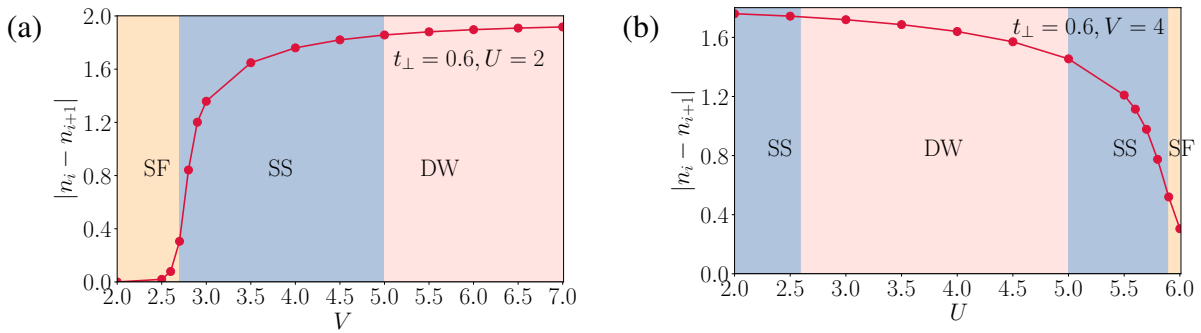 (a)
|n_i − n_{i+1}|
2.0
1.6
1.2
0.8
0.4
0.0
t_⊥ = 0.6, U = 2
SF
SS
DW
2.0 2.5 3.0 3.5 4.0 4.5 5.0 5.5 6.0 6.5 7.0
V
(b)
|n_i − n_{i+1}|
1.6
1.2
0.8
0.4
0.0
t_⊥ = 0.6, V = 4
SS
DW
SS
SF
2.0 2.5 3.0 3.5 4.0 4.5 5.0 5.5 6.0
U